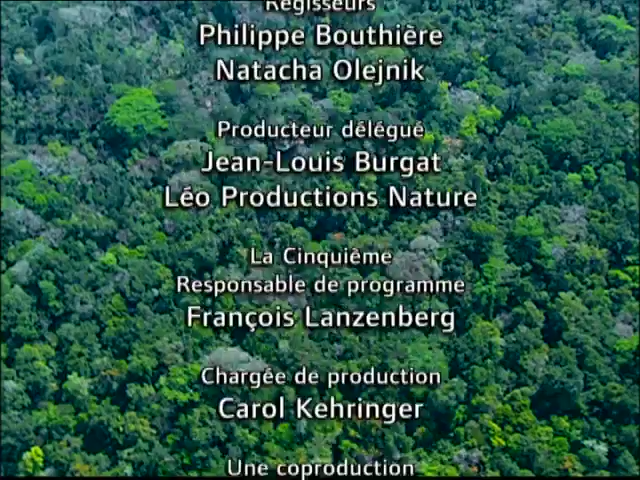 Régisseurs
Philippe Bouthière
Natacha Olejnik
Producteur délégué
Jean-Louis Burgat
Léo Productions Nature
La Cinquième
Responsable de programme
François Lanzenberg
Chargée de production
Carol Kehringer
Une coproduction